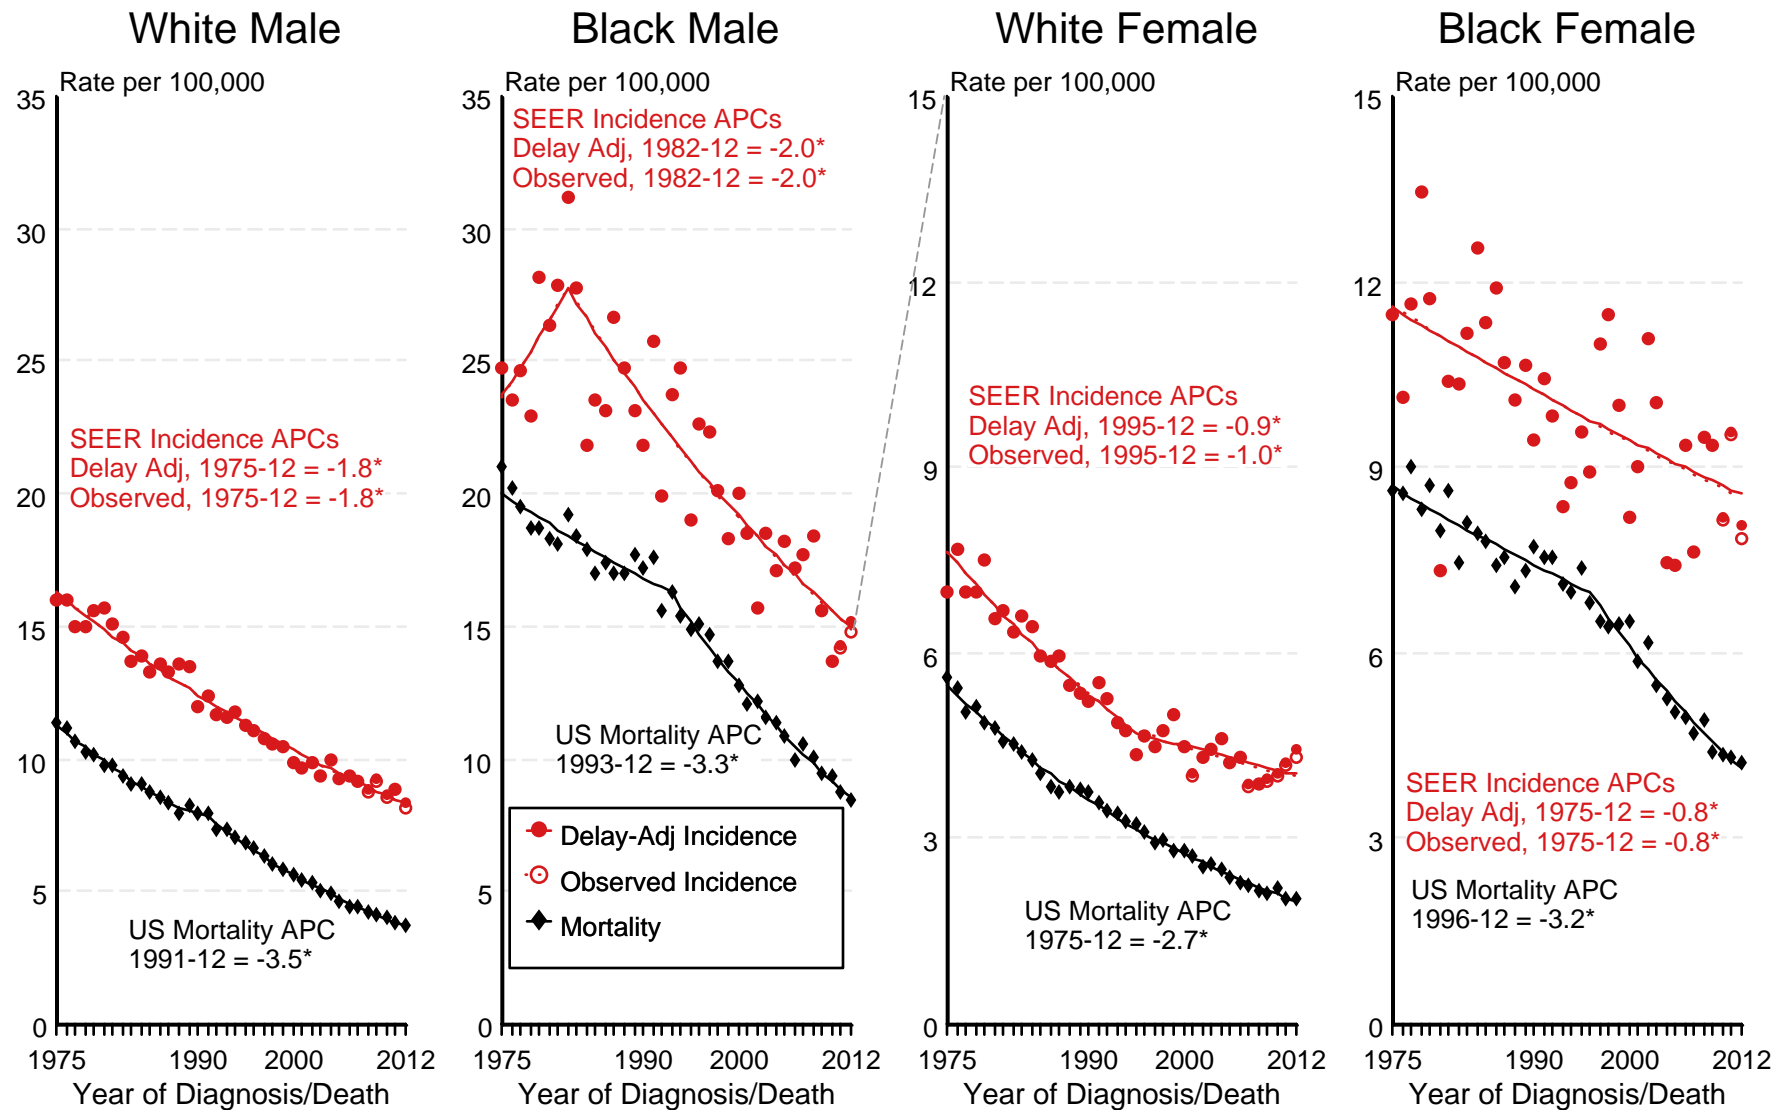 White Male
Rate per 100,000
35
30
25
20
15
10
5
0
SEER Incidence APCs
Delay Adj, 1975-12 = -1.8*
Observed, 1975-12 = -1.8*
US Mortality APC
1991-12 = -3.5*
1975 1990 2000 2012
Year of Diagnosis/Death
Black Male
Rate per 100,000
35
30
25
20
15
10
5
0
SEER Incidence APCs
Delay Adj, 1982-12 = -2.0*
Observed, 1982-12 = -2.0*
US Mortality APC
1993-12 = -3.3*
Delay-Adj Incidence
Observed Incidence
Mortality
1975 1990 2000 2012
Year of Diagnosis/Death
White Female
Rate per 100,000
15
12
9
6
3
0
SEER Incidence APCs
Delay Adj, 1995-12 = -0.9*
Observed, 1995-12 = -1.0*
US Mortality APC
1975-12 = -2.7*
1975 1990 2000 2012
Year of Diagnosis/Death
Black Female
Rate per 100,000
15
12
9
6
3
0
SEER Incidence APCs
Delay Adj, 1975-12 = -0.8*
Observed, 1975-12 = -0.8*
US Mortality APC
1996-12 = -3.2*
1975 1990 2000 2012
Year of Diagnosis/Death